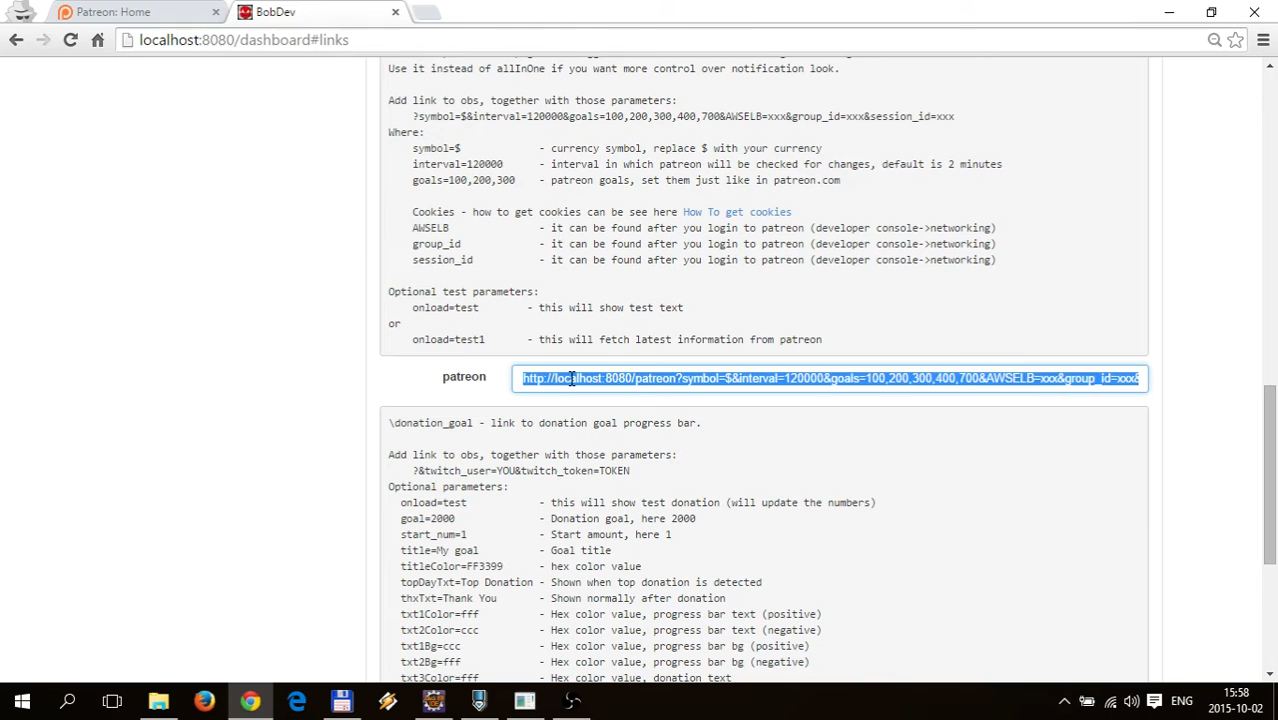 Patreon: Home
BobDev
localhost:8080/dashboard#links
Use it instead of allInOne if you want more control over notification look.
Add link to obs, together with those parameters:
?symbol=$&interval=120000&goals=100,200,300,400,700&AWSELB=xxx&group_id=xxx&session_id=xxx
Where:
symbol=$ - currency symbol, replace $ with your currency
interval=120000 - interval in which patreon will be checked for changes, default is 2 minutes
goals=100,200,300 - patreon goals, set them just like in patreon.com
Cookies - how to get cookies can be see here How To get cookies
AWSELB - it can be found after you login to patreon (developer console->networking)
group_id - it can be found after you login to patreon (developer console->networking)
session_id - it can be found after you login to patreon (developer console->networking)
Optional test parameters:
onload=test - this will show test text
or
onload=test1 - this will fetch latest information from patreon
patreon http://localhost:8080/patreon?symbol=$&interval=120000&goals=100,200,300,400,700&AWSELB=xxx&group_id=xxx&
\donation_goal - link to donation goal progress bar.
Add link to obs, together with those parameters:
?&twitch_user=YOU&twitch_token=TOKEN
Optional parameters:
onload=test - this will show test donation (will update the numbers)
goal=2000 - Donation goal, here 2000
start_num=1 - Start amount, here 1
title=My goal - Goal title
titleColor=FF3399 - hex color value
topDayTxt=Top Donation - Shown when top donation is detected
thxTxt=Thank You - Shown normally after donation
txt1Color=fff - Hex color value, progress bar text (positive)
txt2Color=ccc - Hex color value, progress bar text (negative)
txt1Bg=ccc - Hex color value, progress bar bg (positive)
txt2Bg=fff - Hex color value, progress bar bg (negative)
txt3Color=fff - Hex color value, donation text
ENG
15:58
2015-10-02